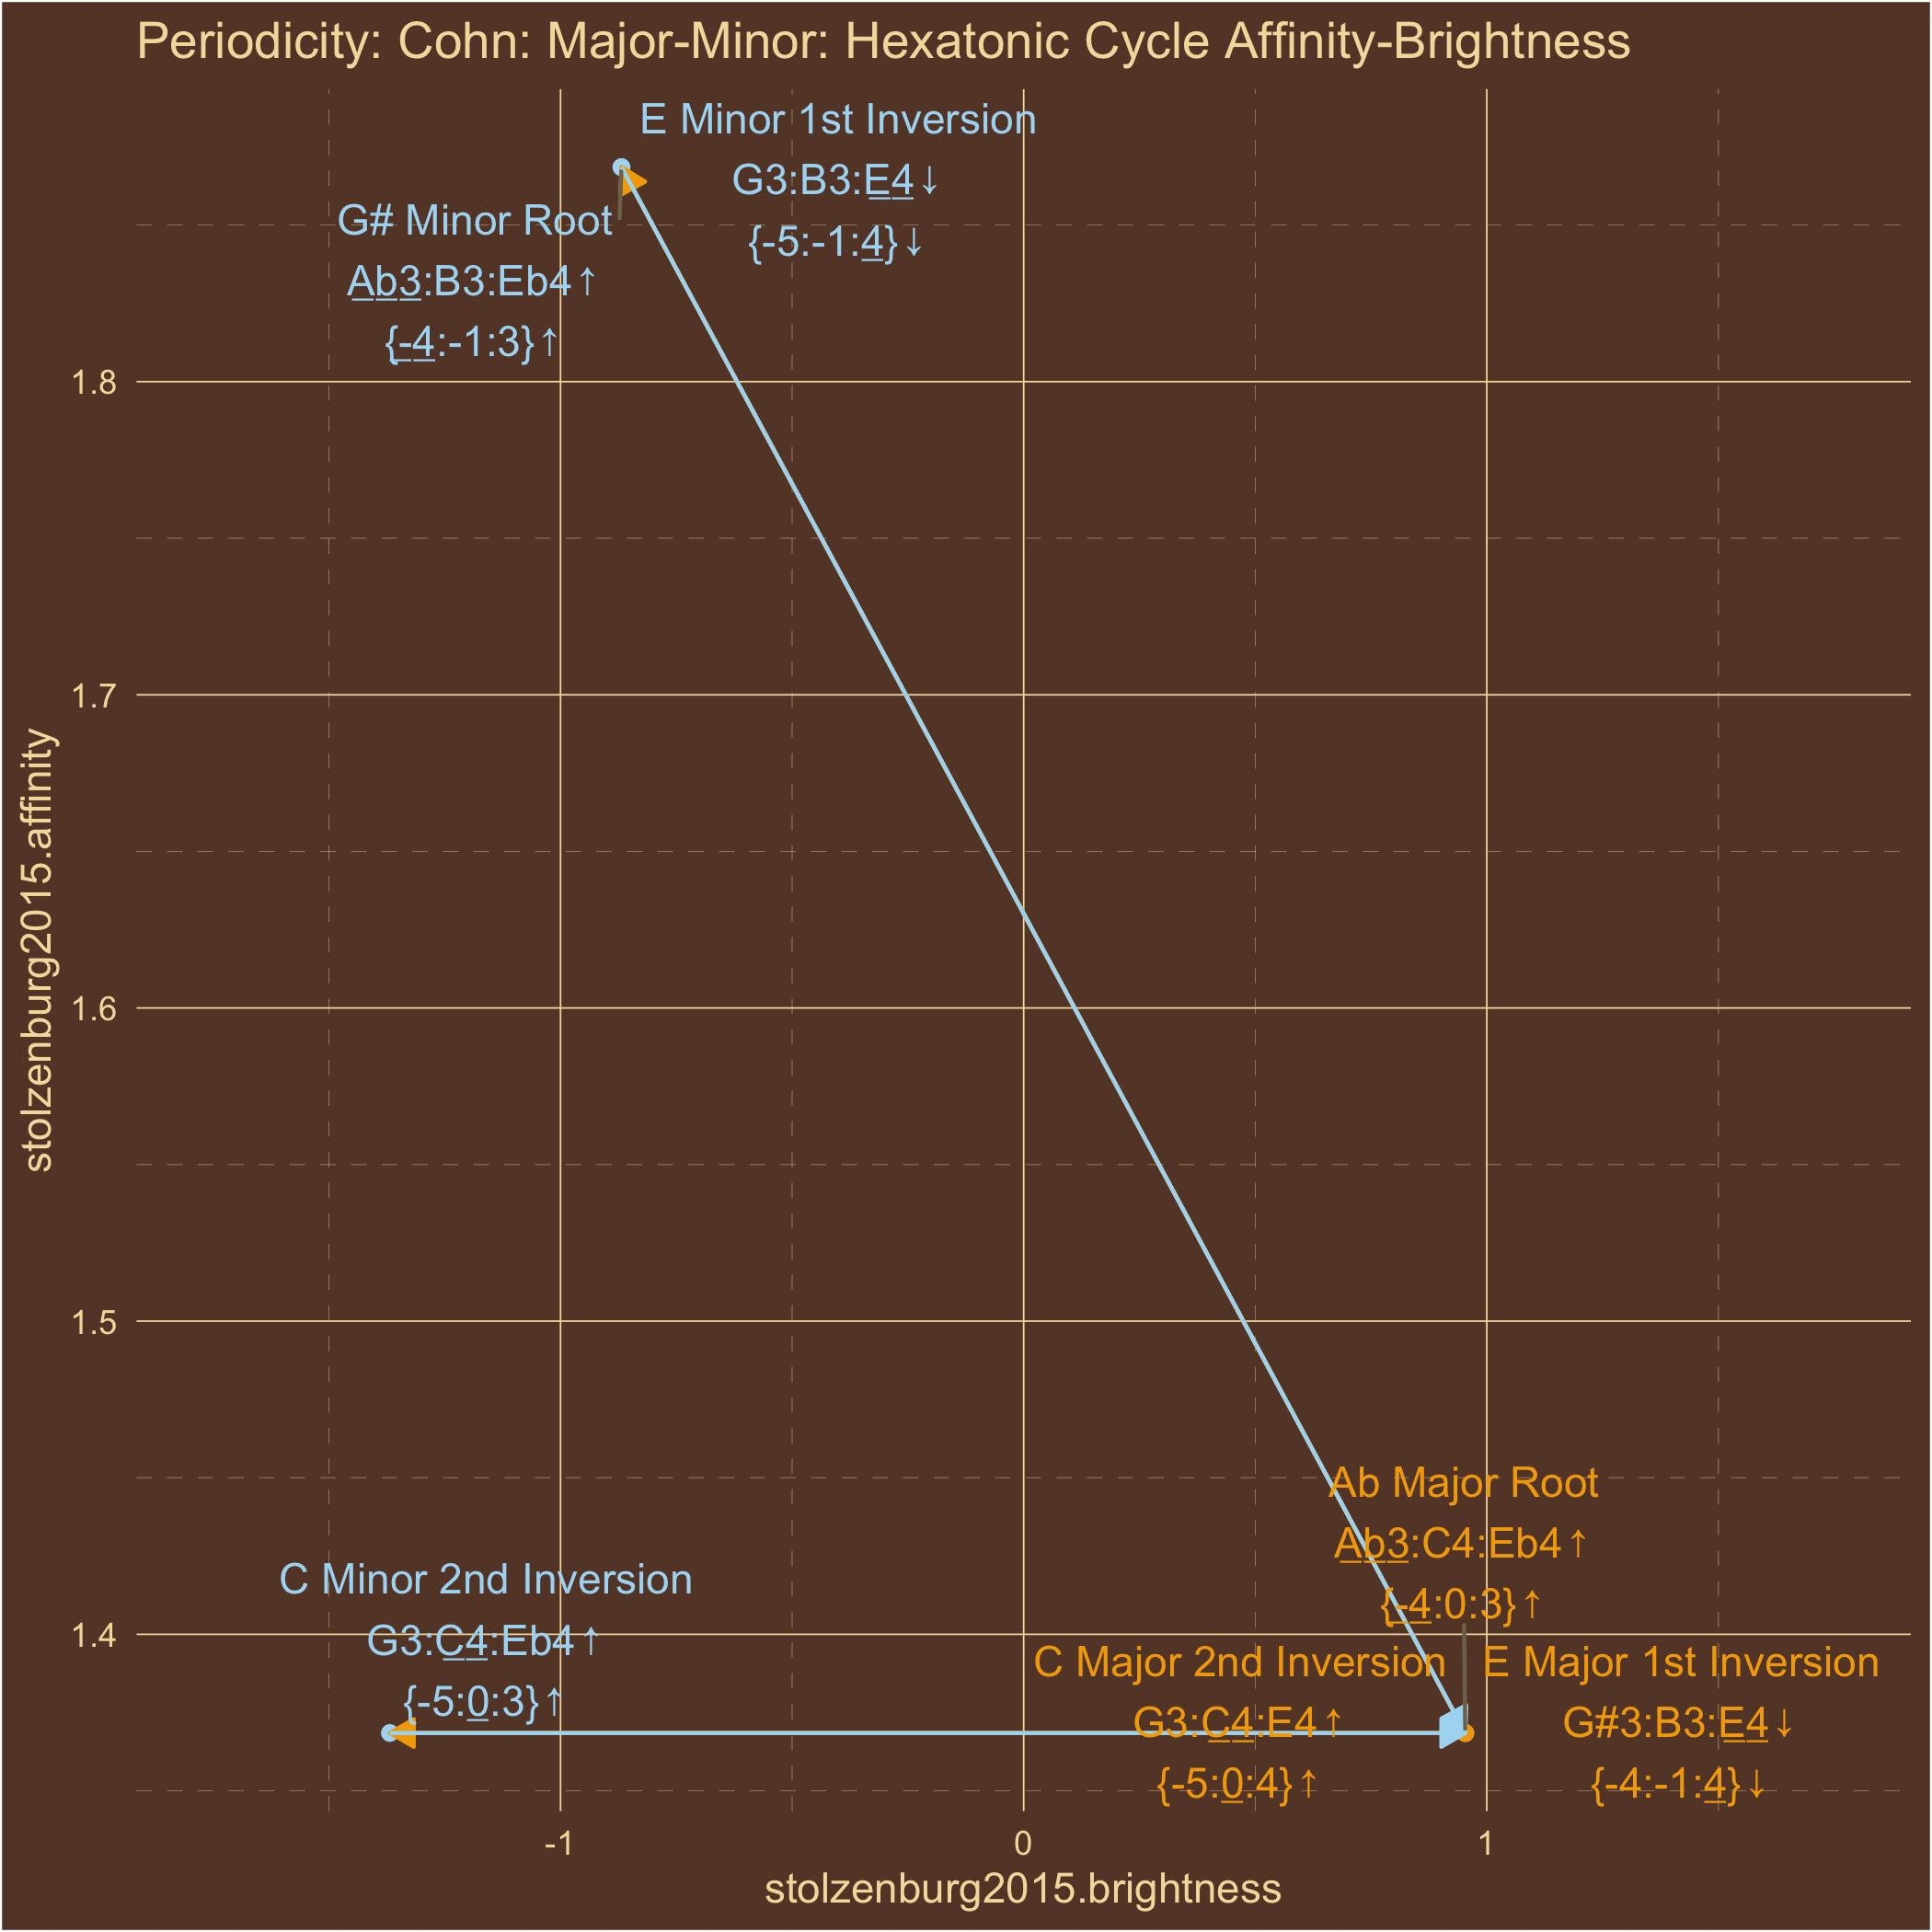 Periodicity: Cohn: Major-Minor: Hexatonic Cycle Affinity-Brightness
E Minor 1st Inversion
G3:B3:E4↓
{-5:-1:4}↓
G# Minor Root
Ab3:B3:Eb4↑
{-4:-1:3}↑
1.8
1.7
1.6
1.5
1.4
stolzenburg2015.affinity
Ab Major Root
Ab3:C4:Eb4↑
{-4:0:3}↑
C Minor 2nd Inversion
G3:C4:Eb4↑
{-5:0:3}↑
C Major 2nd Inversion
G3:C4:E4↑
{-5:0:4}↑
E Major 1st Inversion
G#3:B3:E4↓
{-4:-1:4}↓
-1
0
1
stolzenburg2015.brightness